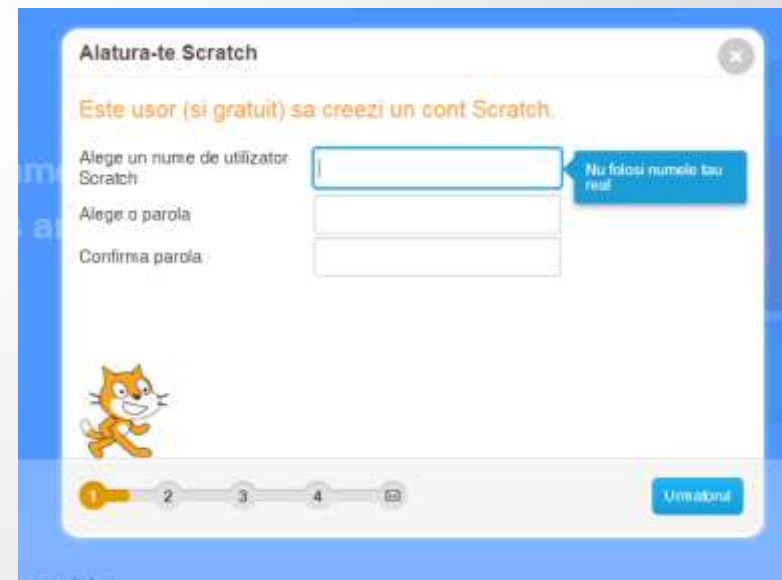 Alatura-te Scratch
Este usor (si gratuit) sa creezi un cont Scratch.
Alege un nume de utilizator
Scratch
Nu folosi numele tau
real
Alege o parola
Confirma parola
1 2 3 4
Urmatorul